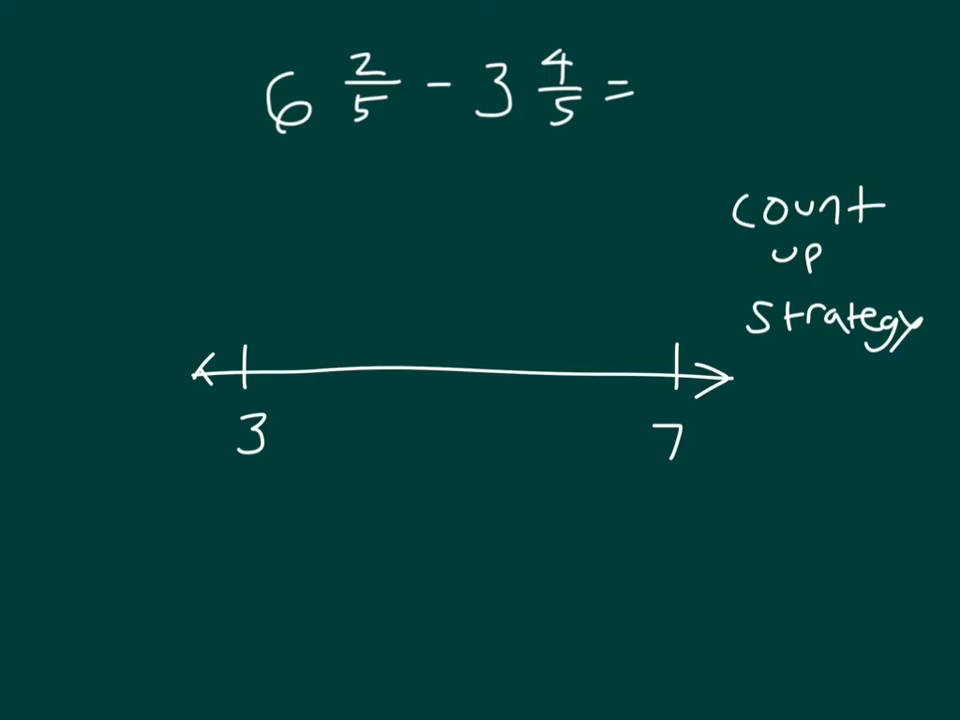 6 2/5 - 3 4/5 =
count
up
strategy
3 7